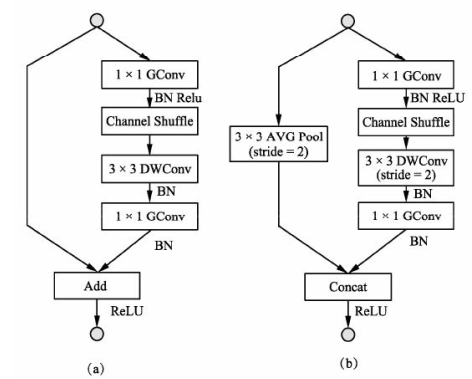 1 × 1 GConv
BN Relu
Channel Shuffle
3 × 3 DWConv
BN
1 × 1 GConv
BN
Add
ReLU
(a)
1 × 1 GConv
BN ReLU
Channel Shuffle
3 × 3 AVG Pool
(stride = 2)
3 × 3 DWConv
(stride = 2)
BN
1 × 1 GConv
BN
Concat
ReLU
(b)